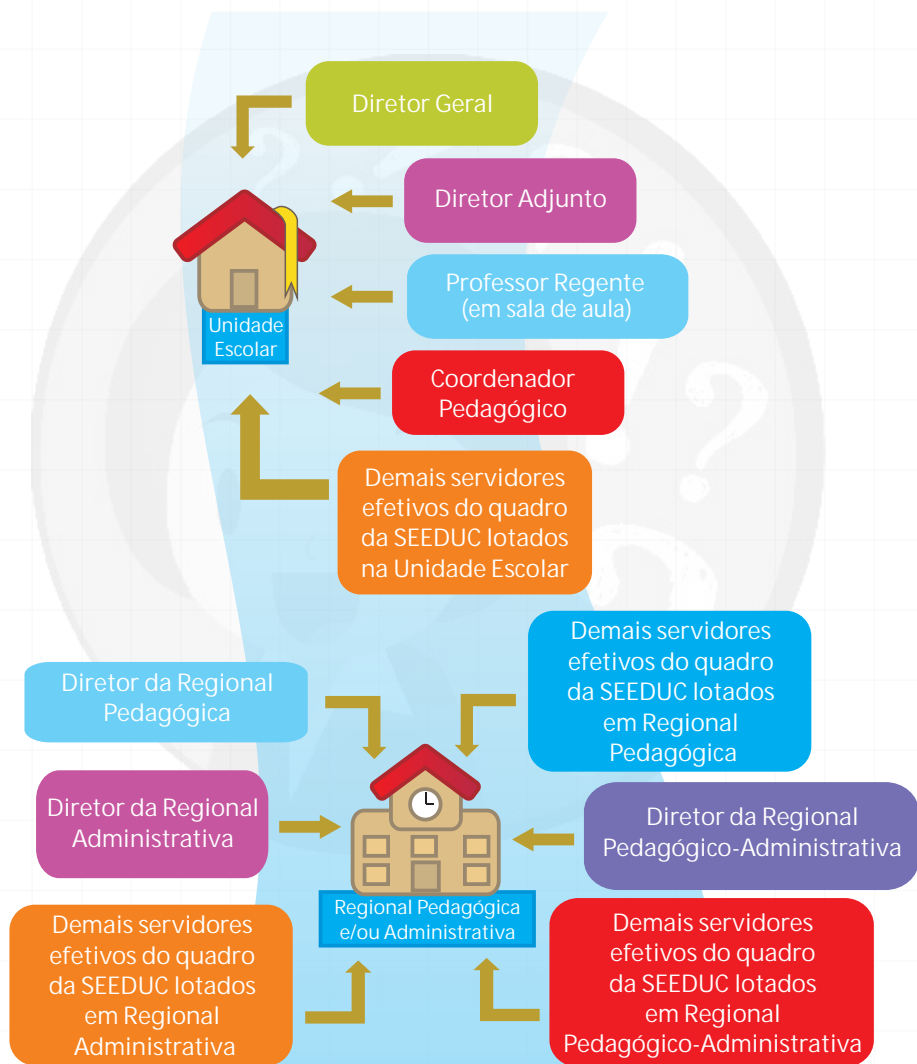 Diretor Geral
Diretor Adjunto
Professor Regente
(em sala de aula)
Unidade
Escolar
Coordenador
Pedagógico
Demais servidores
efetivos do quadro
da SEEDUC lotados
na Unidade Escolar
Demais servidores
efetivos do quadro
da SEEDUC lotados
em Regional
Pedagógica
Diretor da Regional
Pedagógica
Diretor da Regional
Administrativa
Diretor da Regional
Pedagógico-Administrativa
Regional Pedagógica
e/ou Administrativa
Demais servidores
efetivos do quadro
da SEEDUC lotados
em Regional
Administrativa
Demais servidores
efetivos do quadro
da SEEDUC lotados
em Regional
Pedagógico-Administrativa